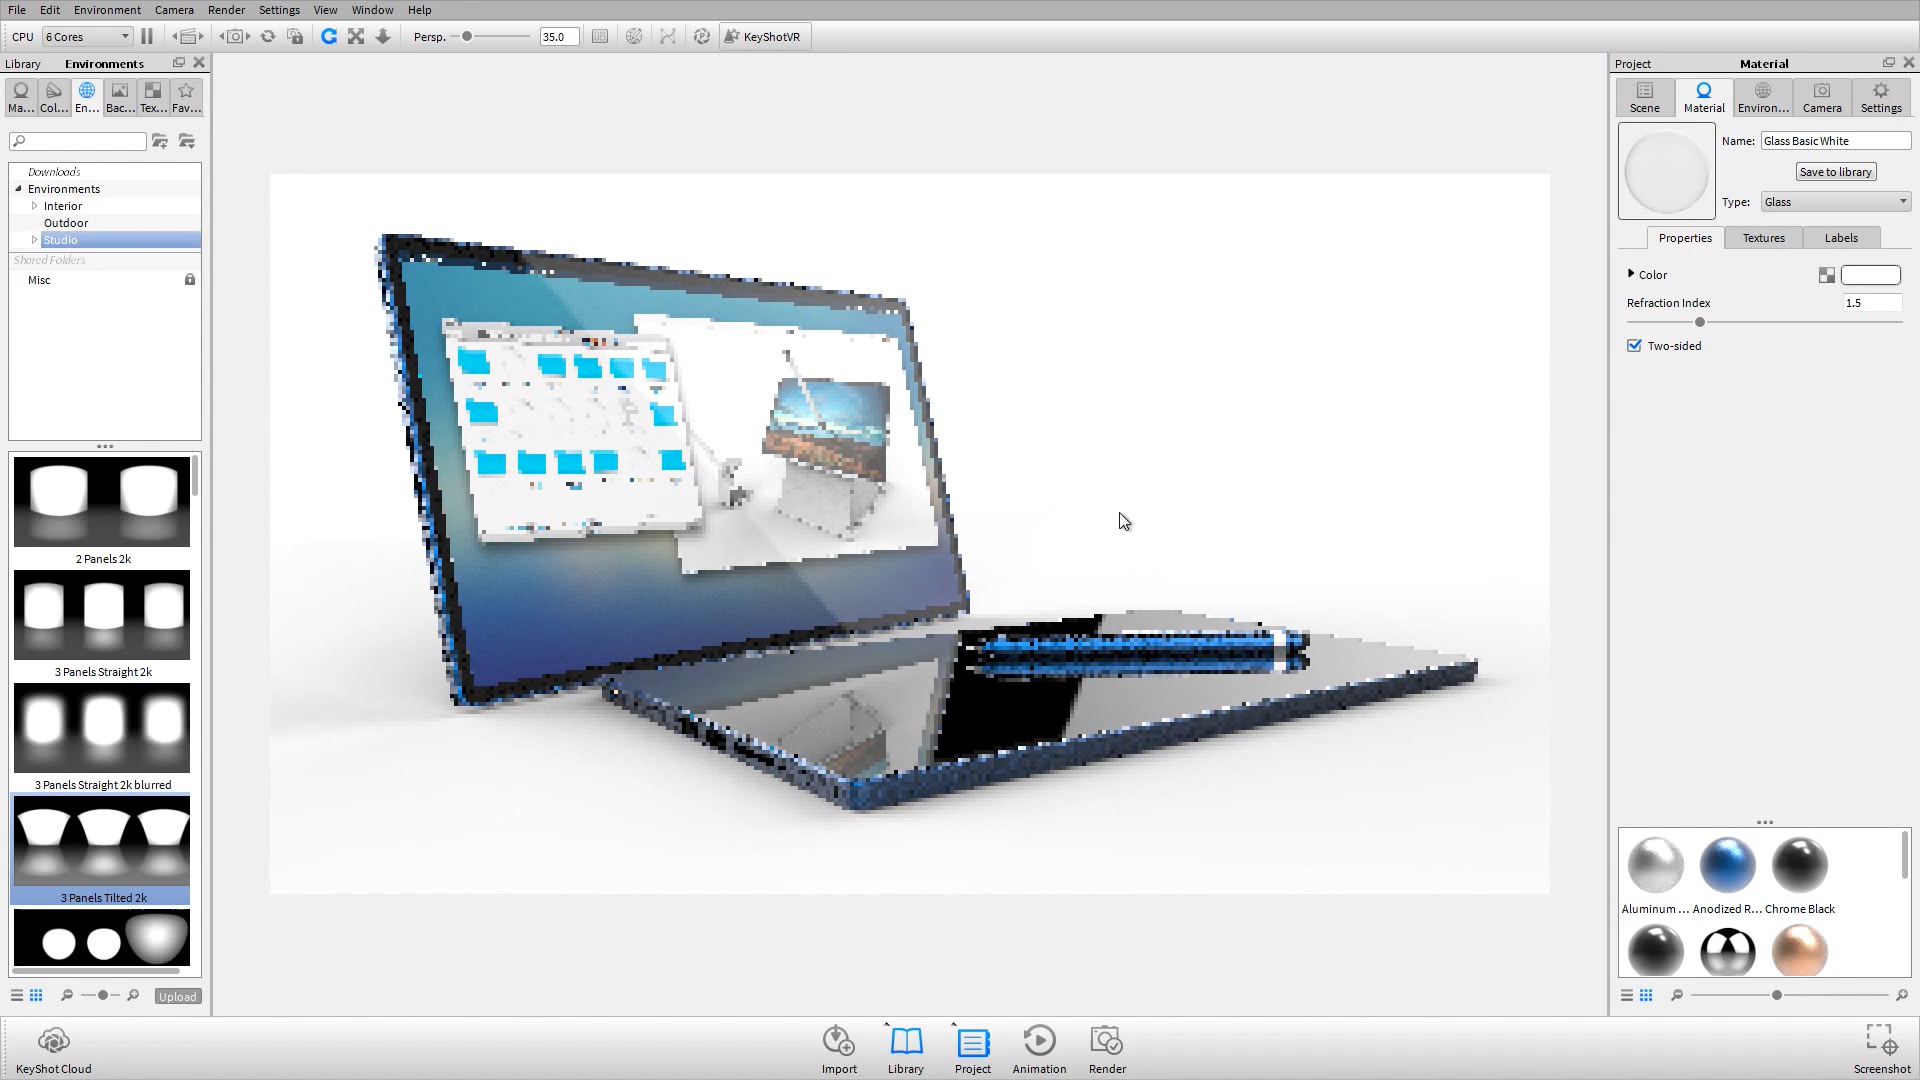 File Edit Environment Camera Render Settings View Window Help
CPU 6 Cores Persp. 35.0 KeyShotVR
Library Environments
Ma... Col... En... Bac... Tex... Fav...
Downloads
Environments
Interior
Outdoor
Studio
Shared Folders
Misc
2 Panels 2k
3 Panels Straight 2k
3 Panels Straight 2k blurred
3 Panels Tilted 2k
Upload
Project Material
Scene Material Environ... Camera Settings
Name: Glass Basic White
Save to library
Type: Glass
Properties Textures Labels
Color
Refraction Index 1.5
Two-sided
Aluminum ... Anodized R... Chrome Black
KeyShot Cloud Import Library Project Animation Render Screenshot